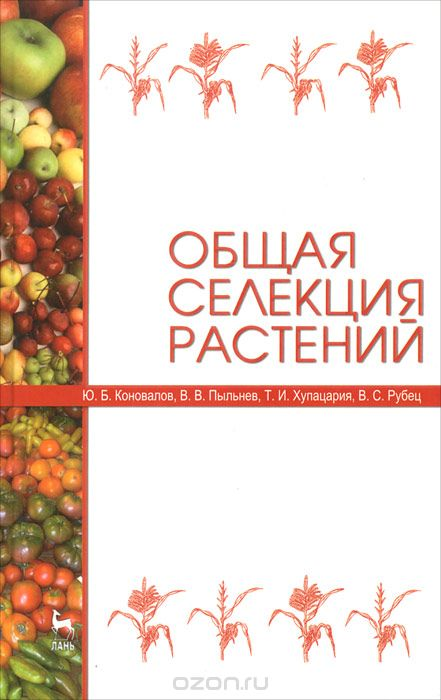 ОБЩАЯ
СЕЛЕКЦИЯ
РАСТЕНИЙ
Ю. Б. Коновалов, В. В. Пыльнев, Т. И. Хупацария, В. С. Рубец
ЛАНЬ
ozon.ru